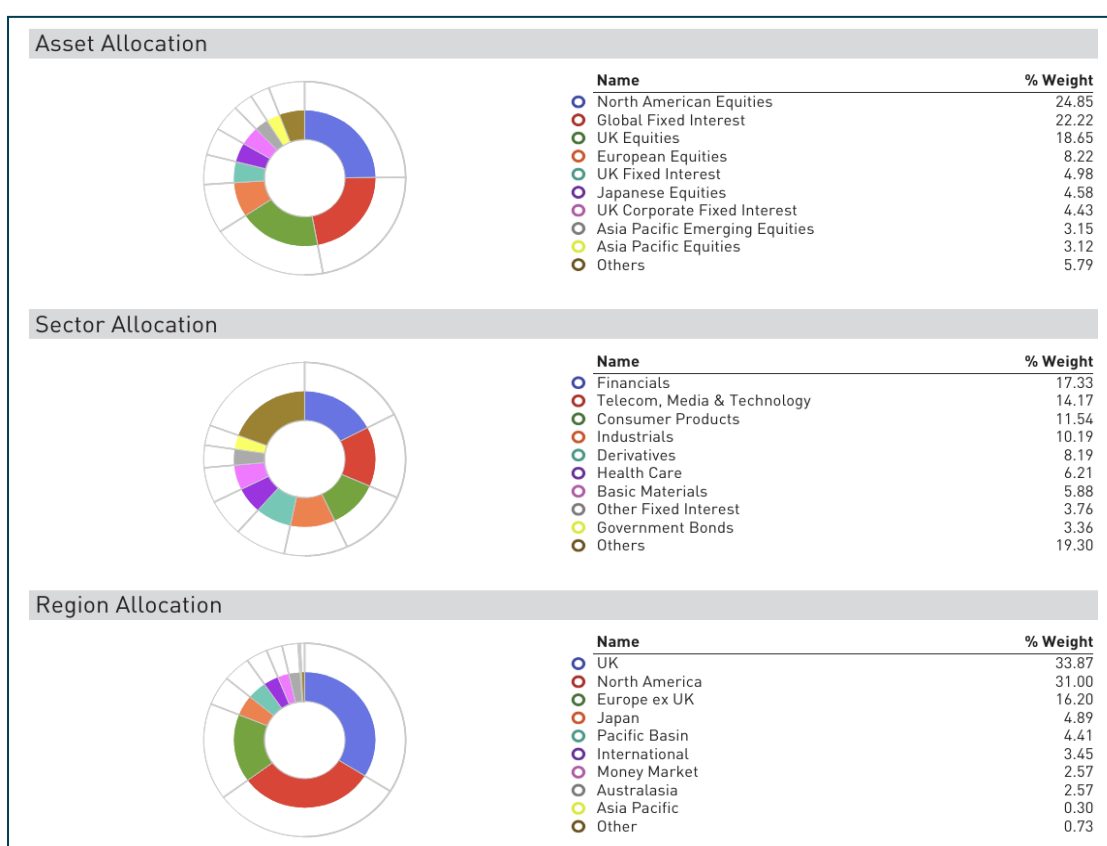 Asset Allocation
Name % Weight
North American Equities 24.85
Global Fixed Interest 22.22
UK Equities 18.65
European Equities 8.22
UK Fixed Interest 4.98
Japanese Equities 4.58
UK Corporate Fixed Interest 4.43
Asia Pacific Emerging Equities 3.15
Asia Pacific Equities 3.12
Others 5.79
Sector Allocation
Name % Weight
Financials 17.33
Telecom, Media & Technology 14.17
Consumer Products 11.54
Industrials 10.19
Derivatives 8.19
Health Care 6.21
Basic Materials 5.88
Other Fixed Interest 3.76
Government Bonds 3.36
Others 19.30
Region Allocation
Name % Weight
UK 33.87
North America 31.00
Europe ex UK 16.20
Japan 4.89
Pacific Basin 4.41
International 3.45
Money Market 2.57
Australasia 2.57
Asia Pacific 0.30
Other 0.73